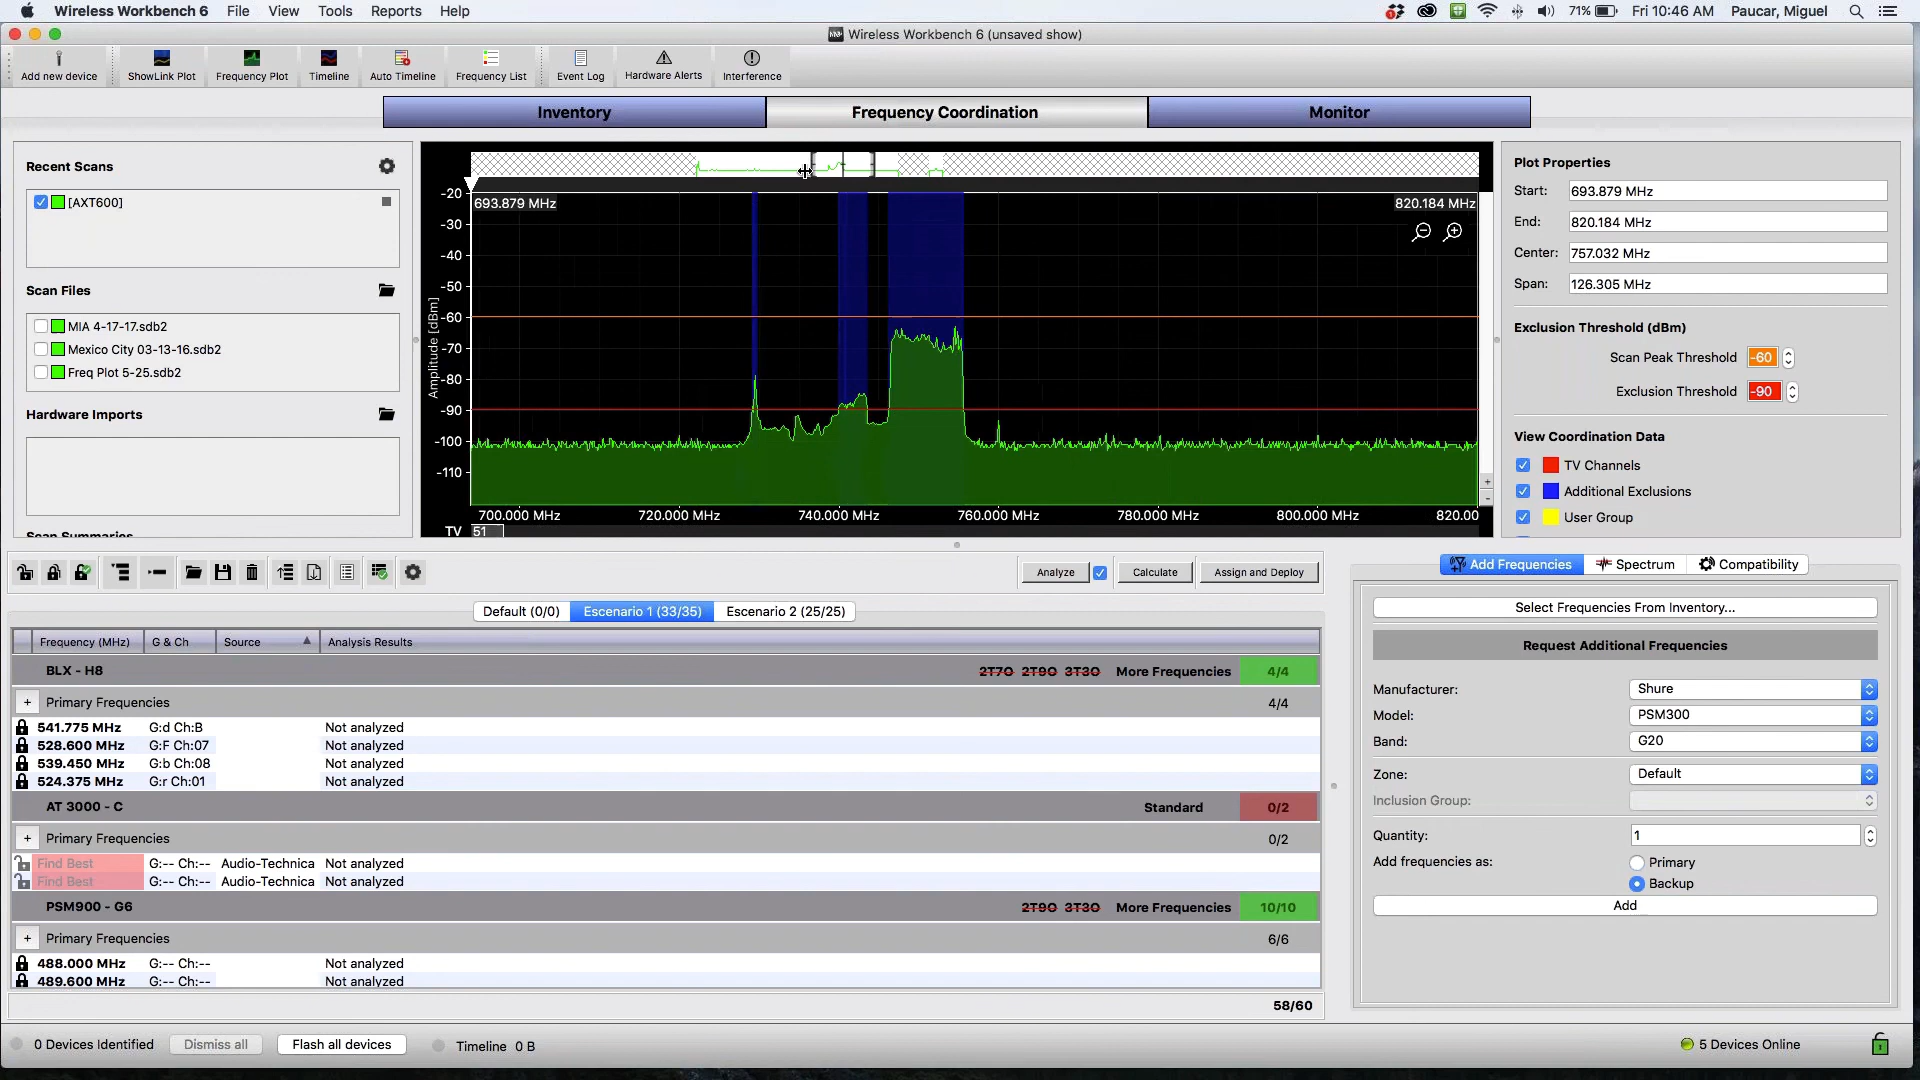 Wireless Workbench 6 File View Tools Reports Help 71% Fri 10:46 AM Paucar, Miguel
Wireless Workbench 6 (unsaved show)
Add new device ShowLink Plot Frequency Plot Timeline Auto Timeline Frequency List Event Log Hardware Alerts Interference
Inventory Frequency Coordination Monitor
Recent Scans
[AXT600]
Scan Files
MIA 4-17-17.sdb2
Mexico City 03-13-16.sdb2
Freq Plot 5-25.sdb2
Hardware Imports
Scan Summaries
693.879 MHz 820.184 MHz
Amplitude [dBm]
-20
-30
-40
-50
-60
-70
-80
-90
-100
-110
700.000 MHz 720.000 MHz 740.000 MHz 760.000 MHz 780.000 MHz 800.000 MHz 820.00
TV 51
Plot Properties
Start: 693.879 MHz
End: 820.184 MHz
Center: 757.032 MHz
Span: 126.305 MHz
Exclusion Threshold (dBm)
Scan Peak Threshold -60
Exclusion Threshold -90
View Coordination Data
TV Channels
Additional Exclusions
User Group
Analyze Calculate Assign and Deploy
Default (0/0) Escenario 1 (33/35) Escenario 2 (25/25)
Frequency (MHz) G & Ch Source Analysis Results
BLX - H8 2T7O 2T9O 3T3O More Frequencies 4/4
+ Primary Frequencies 4/4
541.775 MHz G:d Ch:B Not analyzed
528.600 MHz G:F Ch:07 Not analyzed
539.450 MHz G:b Ch:08 Not analyzed
524.375 MHz G:r Ch:01 Not analyzed
AT 3000 - C Standard 0/2
+ Primary Frequencies 0/2
Find Best G:-- Ch:-- Audio-Technica Not analyzed
Find Best G:-- Ch:-- Audio-Technica Not analyzed
PSM900 - G6 2T9O 3T3O More Frequencies 10/10
+ Primary Frequencies 6/6
488.000 MHz G:-- Ch:-- Not analyzed
489.600 MHz G:-- Ch:-- Not analyzed
58/60
Add Frequencies Spectrum Compatibility
Select Frequencies From Inventory...
Request Additional Frequencies
Manufacturer: Shure
Model: PSM300
Band: G20
Zone: Default
Inclusion Group:
Quantity: 1
Add frequencies as: Primary
Backup
Add
0 Devices Identified Dismiss all Flash all devices Timeline 0 B 5 Devices Online